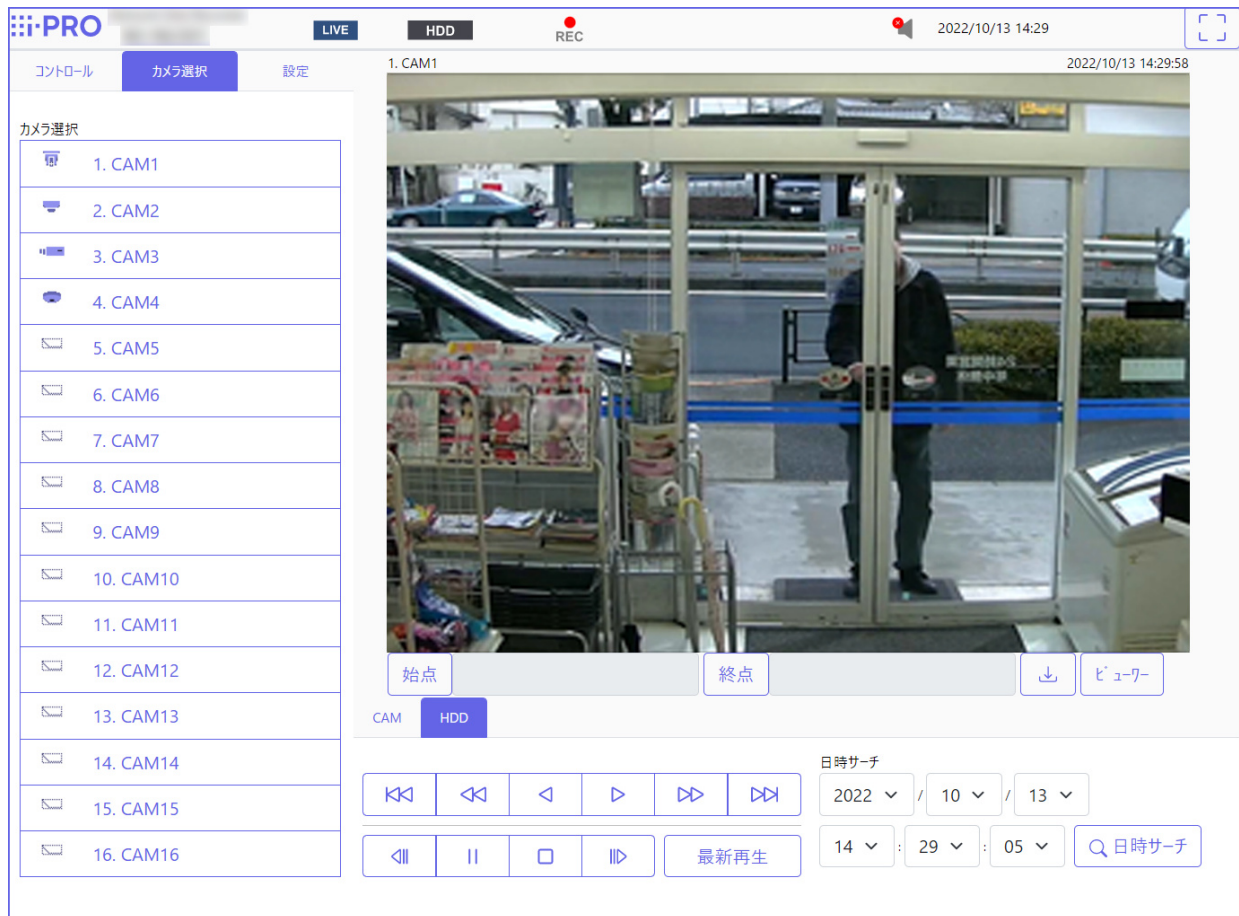 i-PRO
LIVE
HDD
REC
2022/10/13 14:29
コントロール
カメラ選択
設定
1. CAM1
2022/10/13 14:29:58
カメラ選択
1. CAM1
2. CAM2
3. CAM3
4. CAM4
5. CAM5
6. CAM6
7. CAM7
8. CAM8
9. CAM9
10. CAM10
11. CAM11
12. CAM12
13. CAM13
14. CAM14
15. CAM15
16. CAM16
始点
終点
ﾋﾞｭｰﾜｰ
CAM
HDD
最新再生
日時ｻｰﾁ
2022 / 10 / 13
14 : 29 : 05
日時ｻｰﾁ